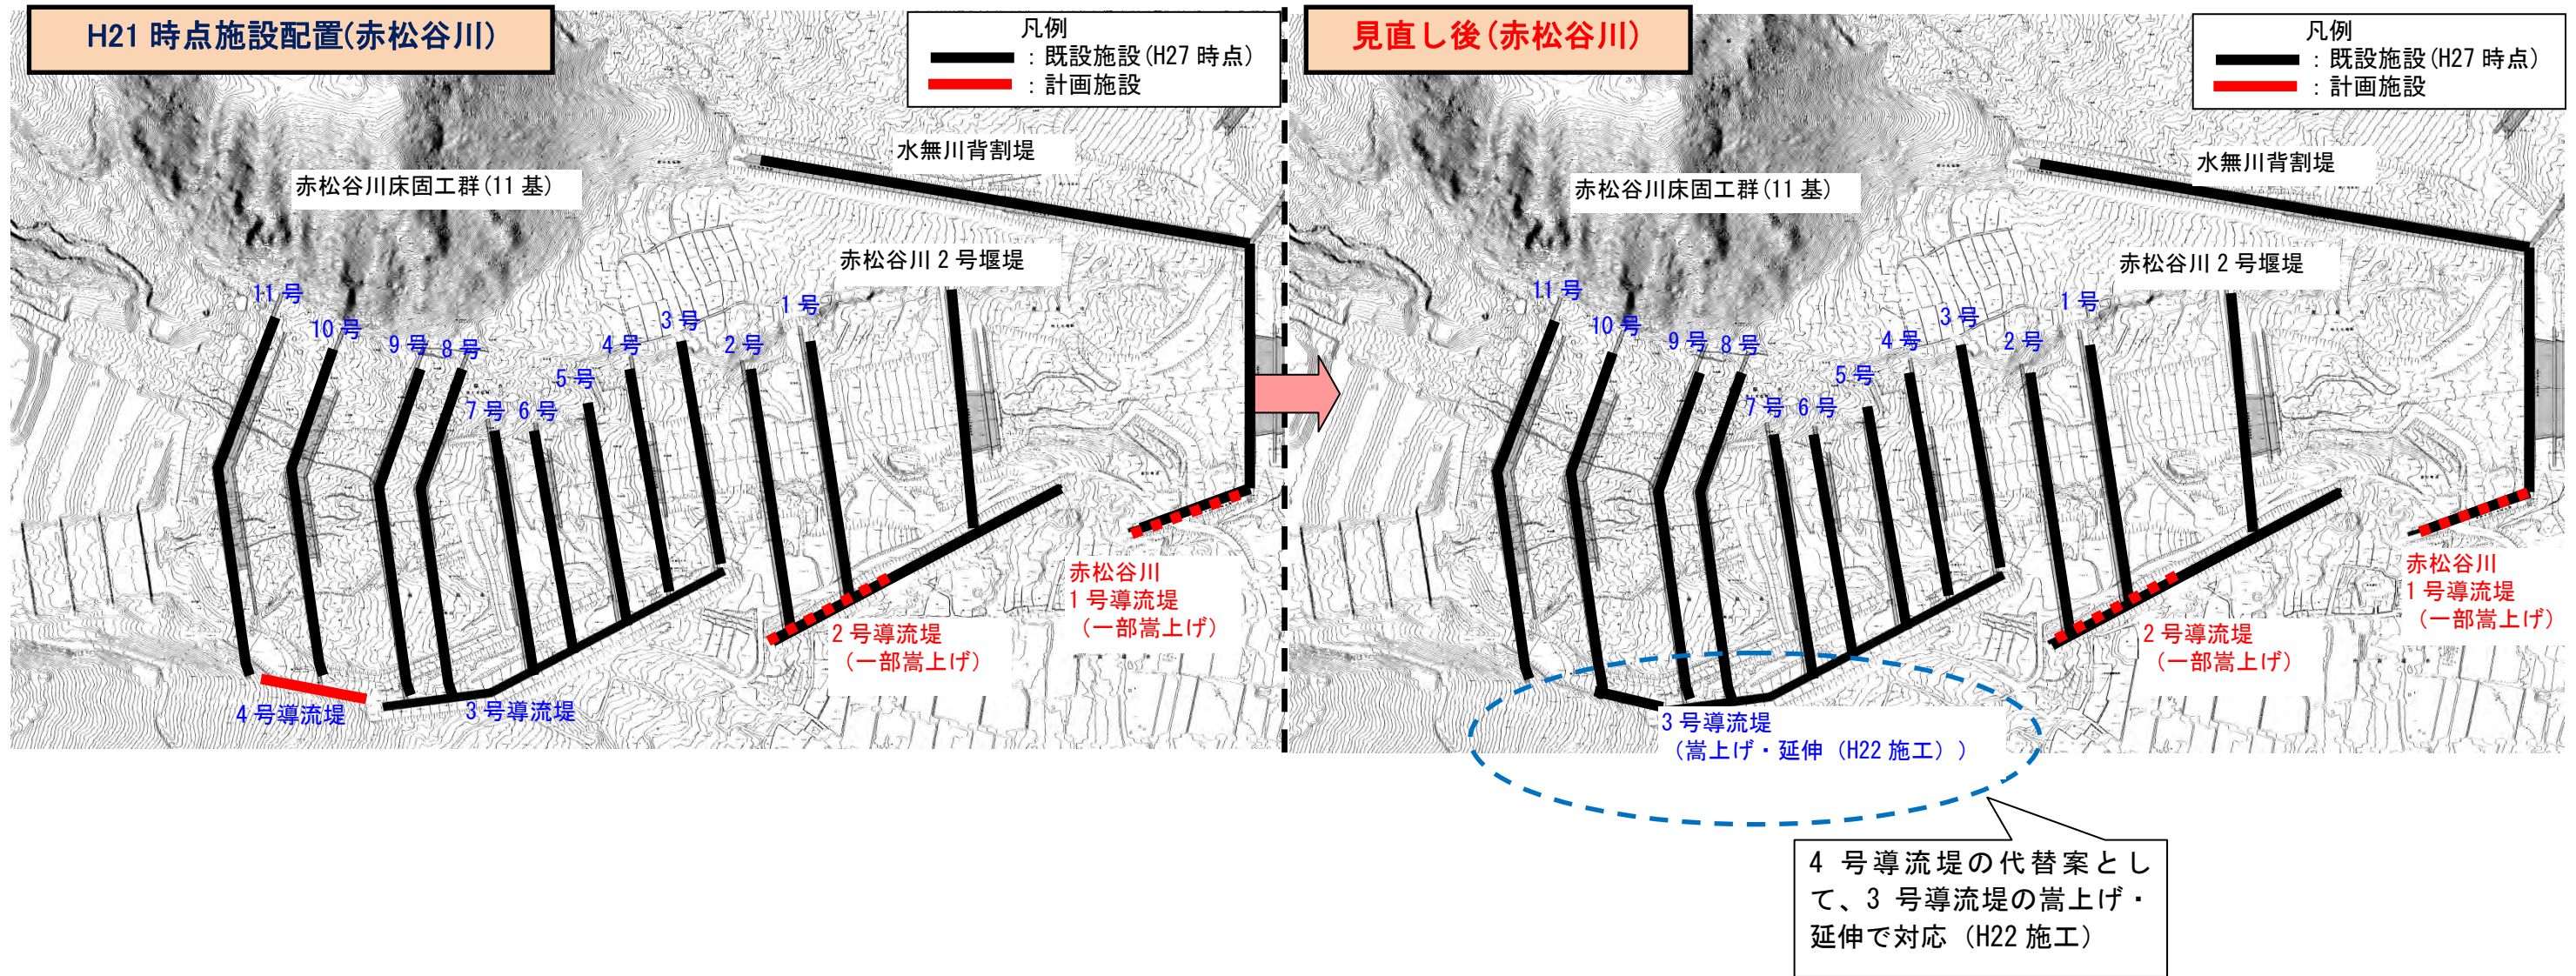 H21 時点施設配置(赤松谷川)
凡例
：既設施設(H27 時点)
：計画施設
水無川背割堤
赤松谷川床固工群(11 基)
赤松谷川 2 号堰堤
11 号
10 号
9 号
8 号
7 号
6 号
5 号
4 号
3 号
2 号
1 号
赤松谷川
1 号導流堤
(一部嵩上げ)
2 号導流堤
(一部嵩上げ)
4 号導流堤
3 号導流堤
見直し後(赤松谷川)
凡例
：既設施設(H27 時点)
：計画施設
水無川背割堤
赤松谷川床固工群(11 基)
赤松谷川 2 号堰堤
11 号
10 号
9 号
8 号
7 号
6 号
5 号
4 号
3 号
2 号
1 号
赤松谷川
1 号導流堤
(一部嵩上げ)
2 号導流堤
(一部嵩上げ)
3 号導流堤
(嵩上げ・延伸（H22 施工）)
4 号導流堤の代替案とし
て、3 号導流堤の嵩上げ・
延伸で対応（H22 施工）